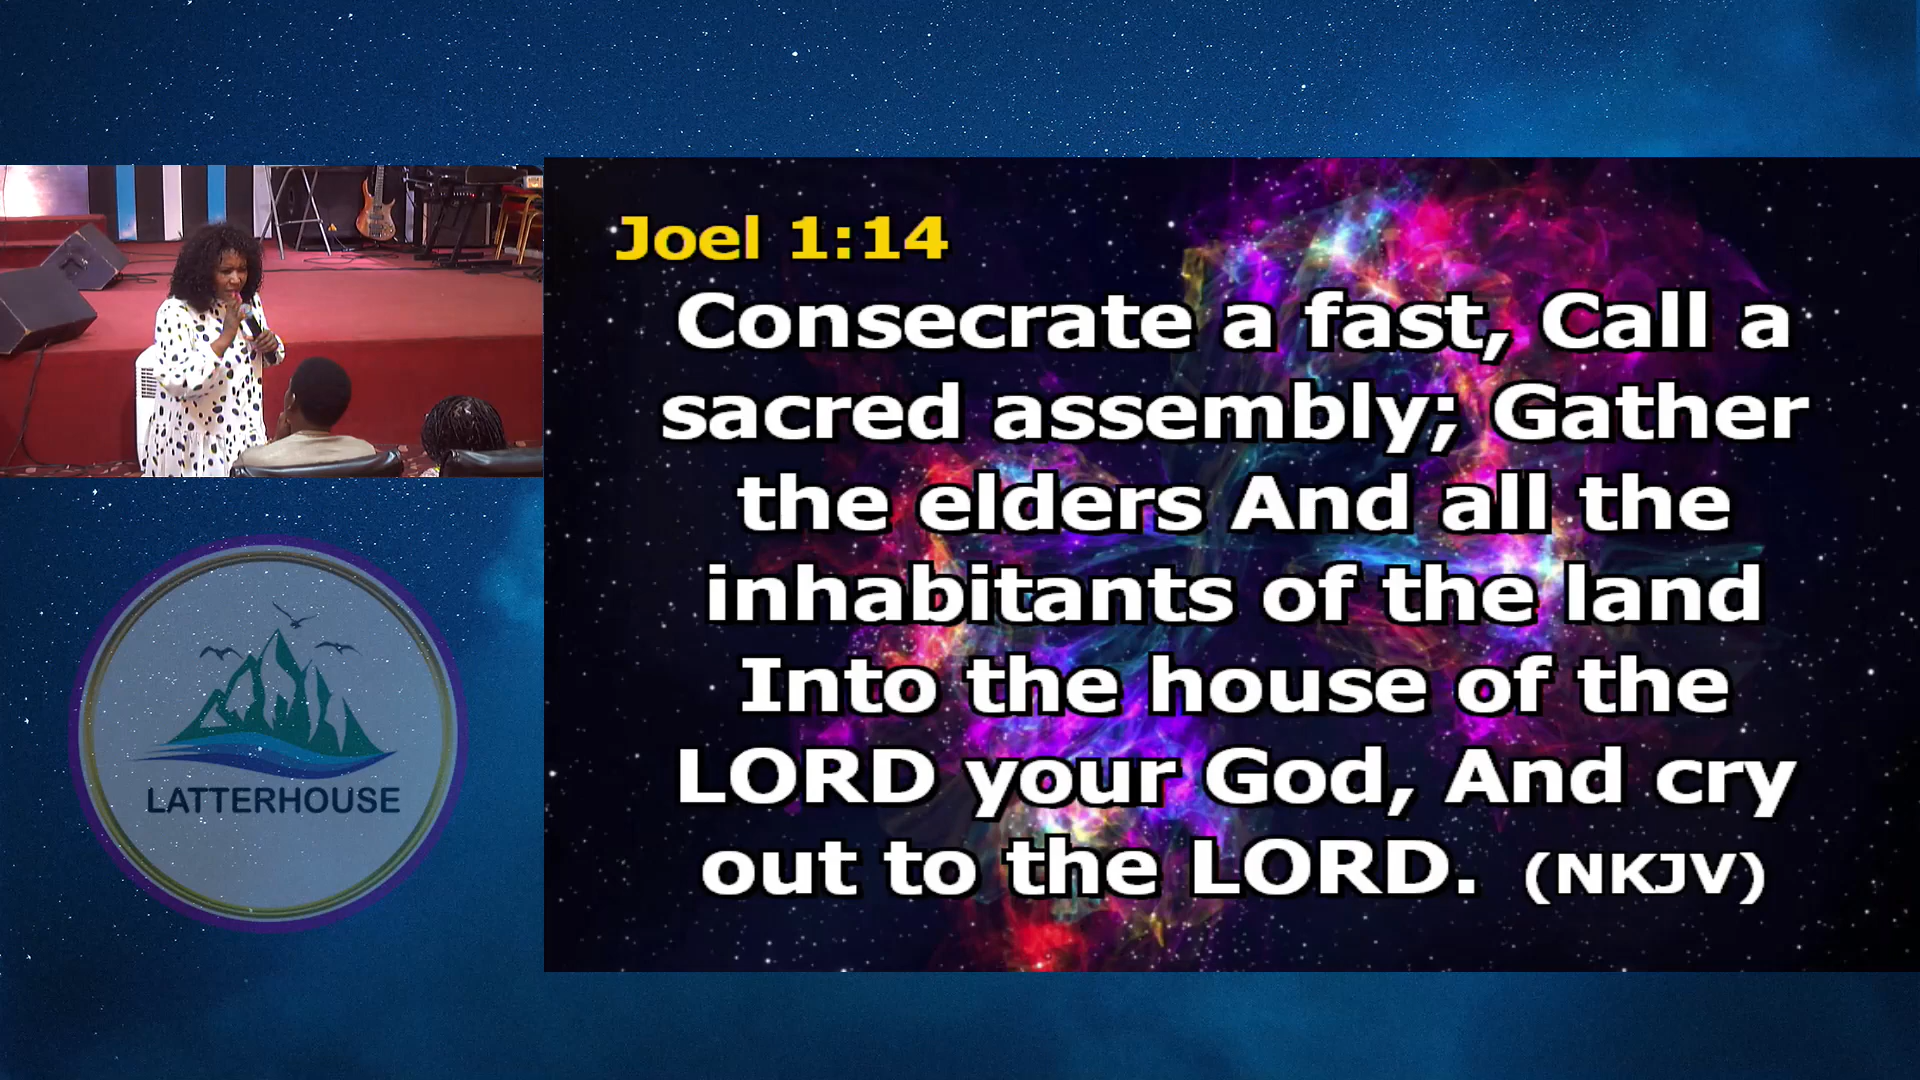 Joel 1:14
Consecrate a fast, Call a
sacred assembly; Gather
the elders And all the
inhabitants of the land
Into the house of the
LORD your God, And cry
out to the LORD. (NKJV)
LATTERHOUSE